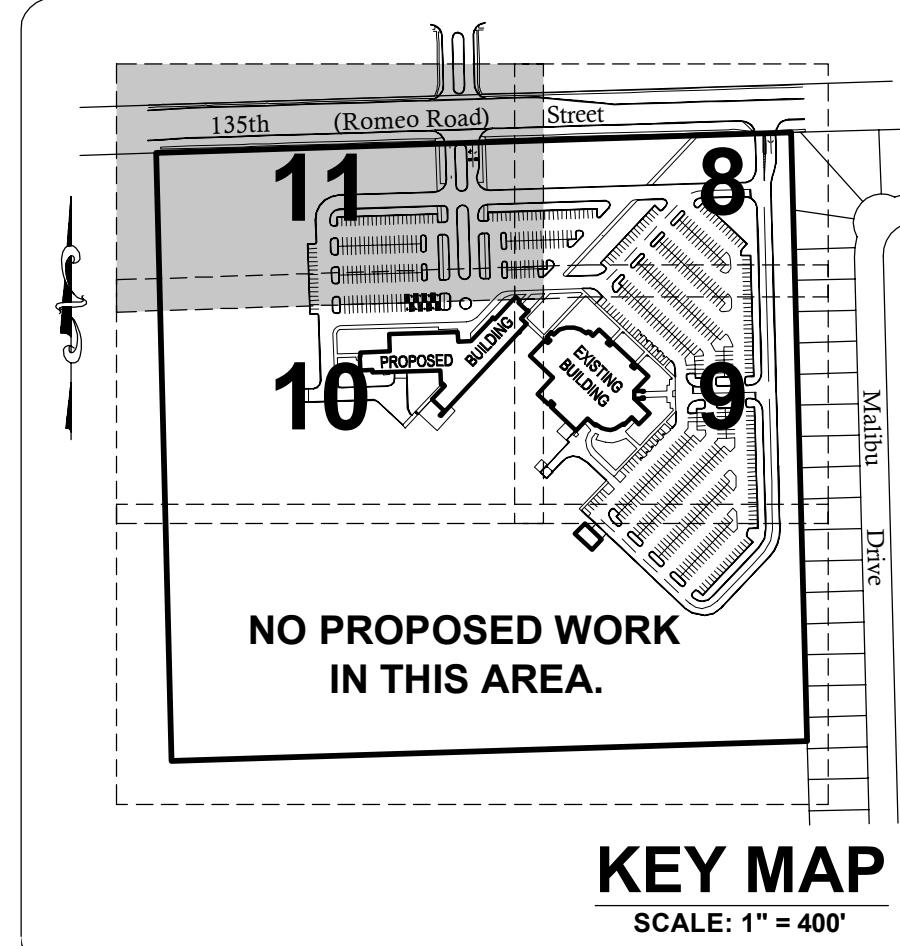 135th (Romeo Road) Street
11
8
PROPOSED BUILDING
EXISTING
BUILDING
10
9
Malibu Drive
NO PROPOSED WORK
IN THIS AREA.
KEY MAP
SCALE: 1" = 400'